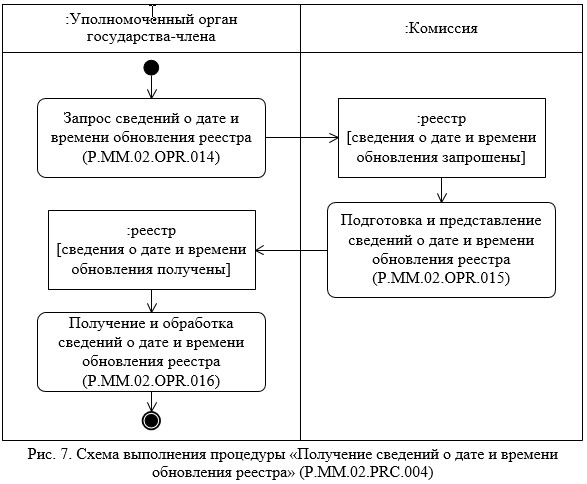 :Уполномоченный орган
государства-члена
:Комиссия
Запрос сведений о дате и
времени обновления реестра
(P.MM.02.OPR.014)
:реестр
[сведения о дате и времени
обновления запрошены]
Подготовка и представление
сведений о дате и времени
обновления реестра
(P.MM.02.OPR.015)
:реестр
[сведения о дате и времени
обновления получены]
Получение и обработка
сведений о дате и времени
обновления реестра
(P.MM.02.OPR.016)
Рис. 7. Схема выполнения процедуры «Получение сведений о дате и времени
обновления реестра» (P.MM.02.PRC.004)